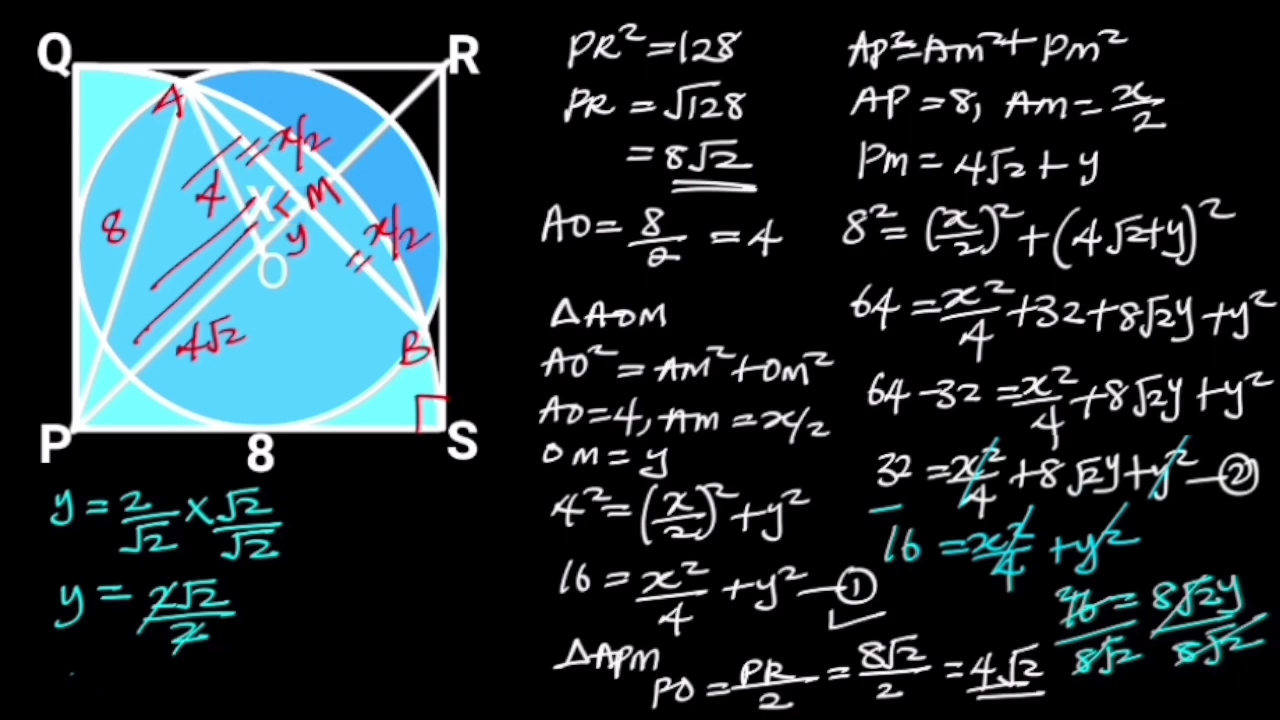 Q
R
A
= x/2
4
X
M
8
y
= x/2
O
4√2
B
P
8
S
y = 2/√2 × √2/√2
y = 2√2/2
PR² = 128
PR = √128
= 8√2
AO = 8/2 = 4
△AOM
AO² = AM² + OM²
AO = 4, AM = x/2
OM = y
4² = (x/2)² + y²
16 = x²/4 + y² — ①
△APM
PO = PR/2 = 8√2/2 = 4√2
AP² = AM² + PM²
AP = 8, AM = x/2
PM = 4√2 + y
8² = (x/2)² + (4√2 + y)²
64 = x²/4 + 32 + 8√2y + y²
64 - 32 = x²/4 + 8√2y + y²
32 = x²/4 + 8√2y + y² — ②
16 = x²/4 + y²
2 16/8√2 = 8√2y/8√2